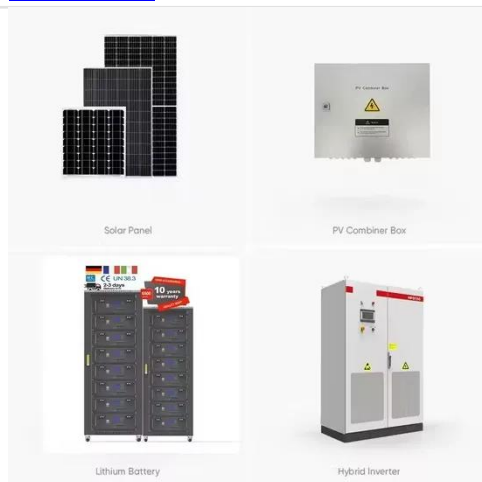 PV Combiner Box
Solar Panel
PV Combiner Box
CE UN38.3
2-3 days
10 years
warranty
Lithium Battery
Hybrid Inverter